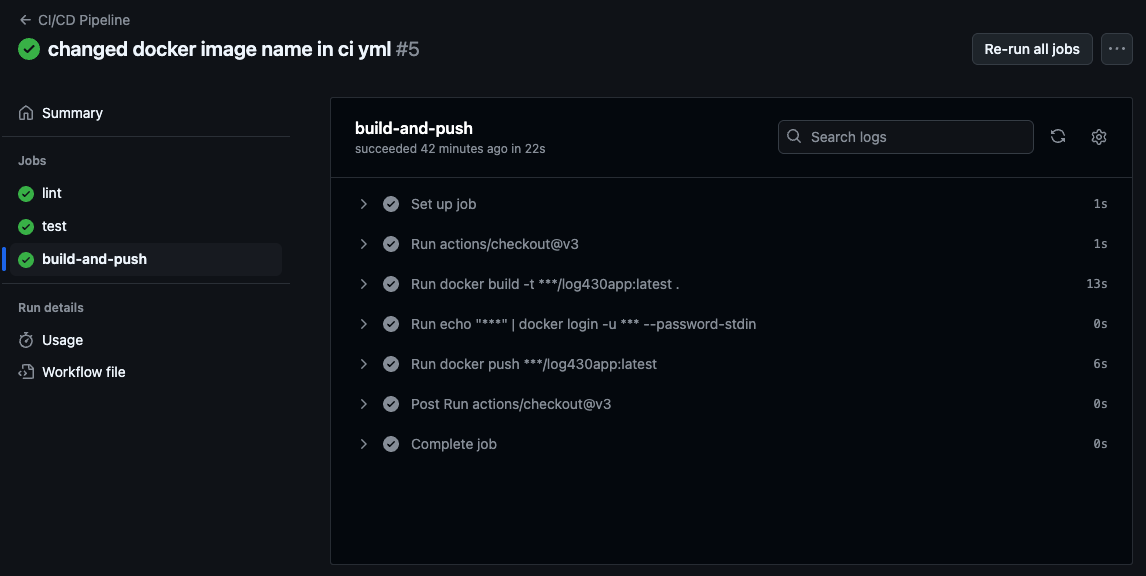 CI/CD Pipeline
changed docker image name in ci yml #5
Re-run all jobs
Summary
Jobs
lint
test
build-and-push
Run details
Usage
Workflow file
build-and-push
succeeded 42 minutes ago in 22s
Search logs
Set up job 1s
Run actions/checkout@v3 1s
Run docker build -t ***/log430app:latest . 13s
Run echo "***" | docker login -u *** --password-stdin 0s
Run docker push ***/log430app:latest 6s
Post Run actions/checkout@v3 0s
Complete job 0s